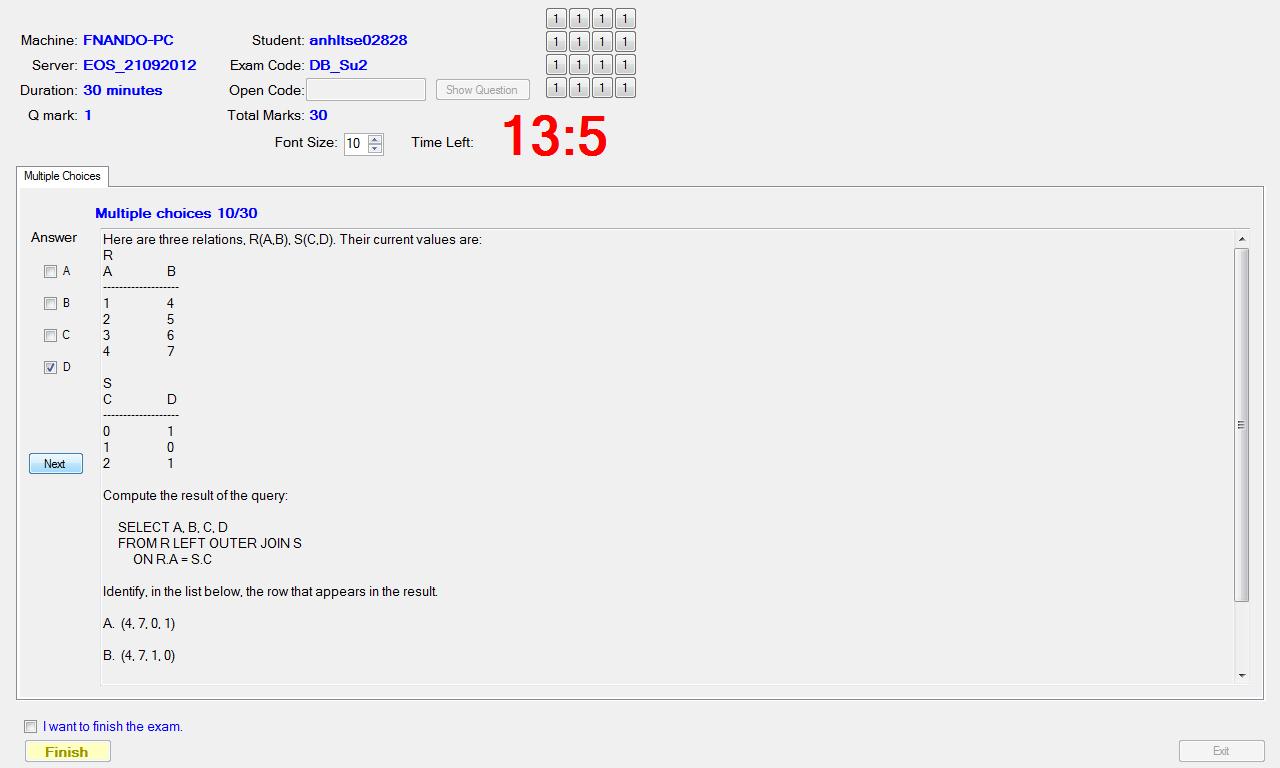 Machine: FNANDO-PC Student: anhltse02828
Server: EOS_21092012 Exam Code: DB_Su2
Duration: 30 minutes Open Code: Show Question
Q mark: 1 Total Marks: 30
1 1 1 1
1 1 1 1
1 1 1 1
1 1 1 1
Font Size: 10 Time Left: 13:5
Multiple Choices
Multiple choices 10/30
Answer
A
B
C
D
Next
Here are three relations, R(A,B), S(C,D). Their current values are:
R
A B
-------------------
1 4
2 5
3 6
4 7
S
C D
-------------------
0 1
1 0
2 1
Compute the result of the query:
SELECT A, B, C, D
FROM R LEFT OUTER JOIN S
ON R.A = S.C
Identify, in the list below, the row that appears in the result.
A. (4, 7, 0, 1)
B. (4, 7, 1, 0)
I want to finish the exam.
Finish
Exit